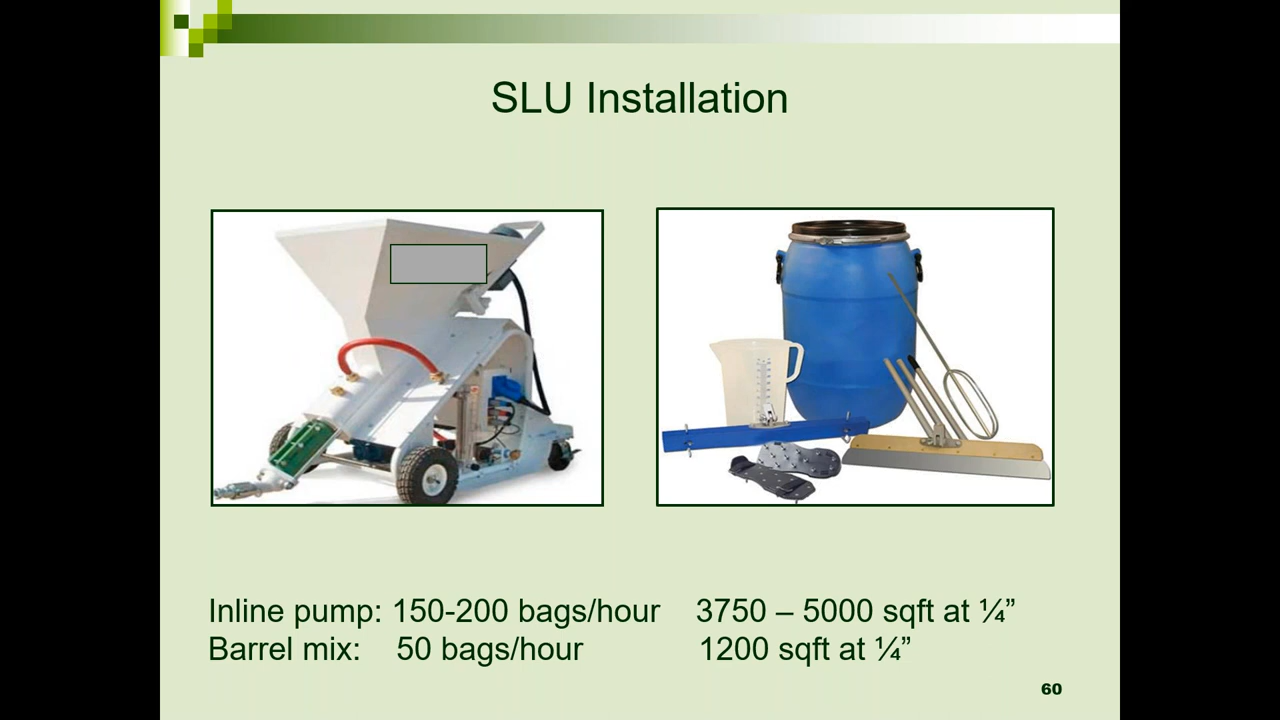 SLU Installation
Inline pump: 150-200 bags/hour 3750 – 5000 sqft at ¼”
Barrel mix: 50 bags/hour 1200 sqft at ¼”
60